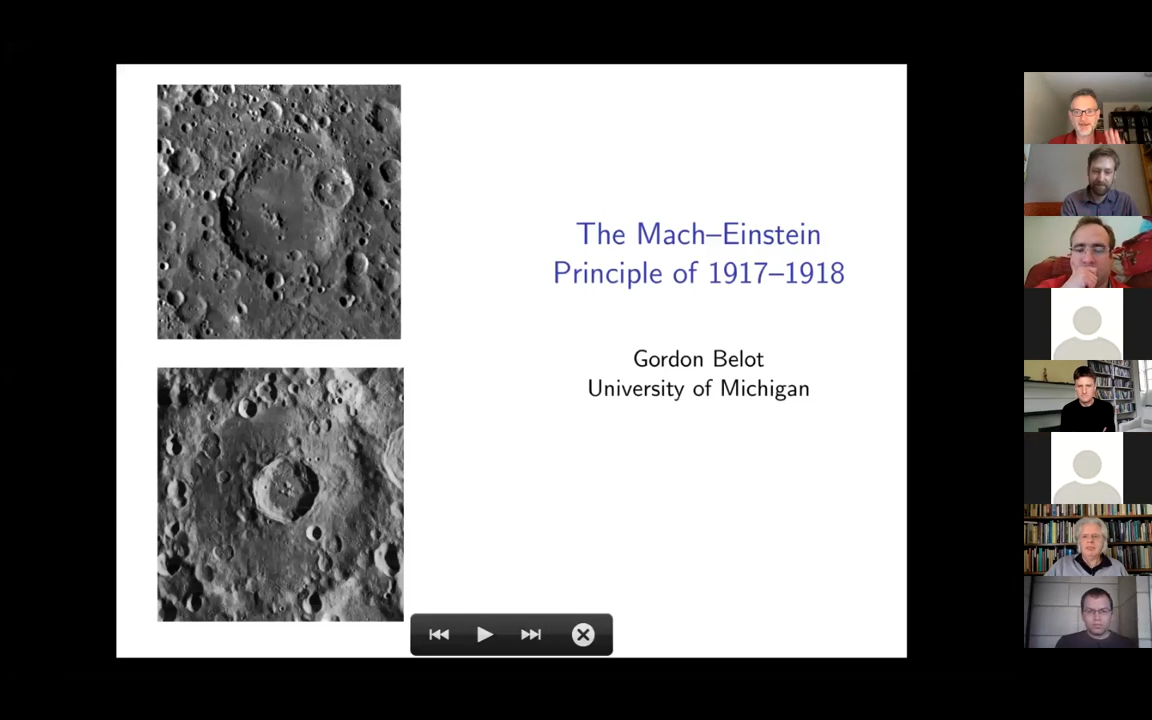 The Mach–Einstein
Principle of 1917–1918
Gordon Belot
University of Michigan